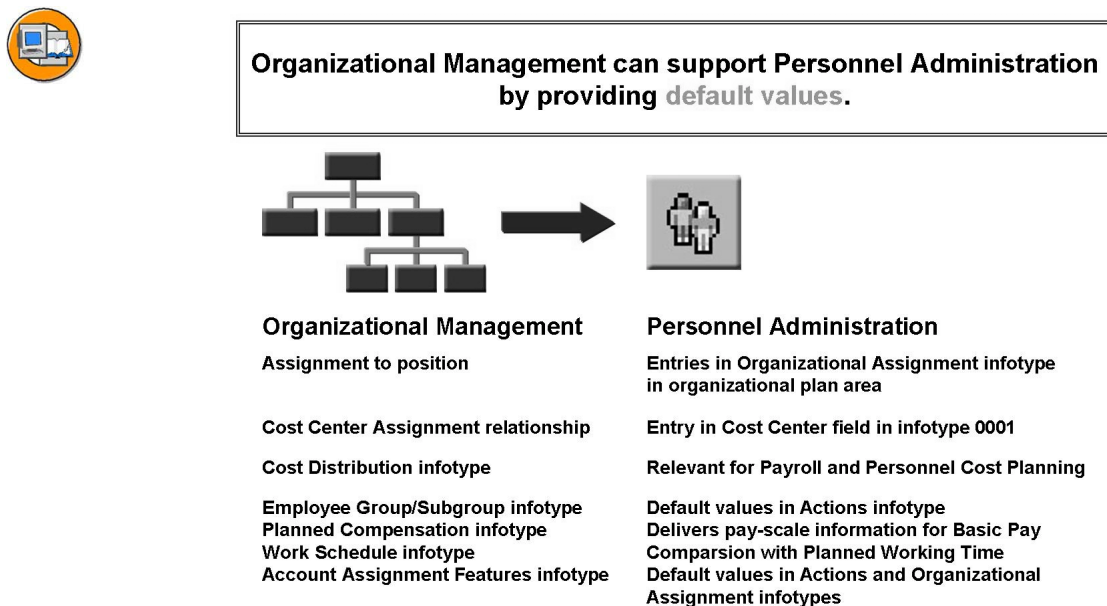 Organizational Management can support Personnel Administration
by providing default values.
Organizational Management
Personnel Administration
Assignment to position
Entries in Organizational Assignment infotype
in organizational plan area
Cost Center Assignment relationship
Entry in Cost Center field in infotype 0001
Cost Distribution infotype
Relevant for Payroll and Personnel Cost Planning
Employee Group/Subgroup infotype
Default values in Actions infotype
Planned Compensation infotype
Delivers pay-scale information for Basic Pay
Work Schedule infotype
Comparsion with Planned Working Time
Account Assignment Features infotype
Default values in Actions and Organizational
Assignment infotypes